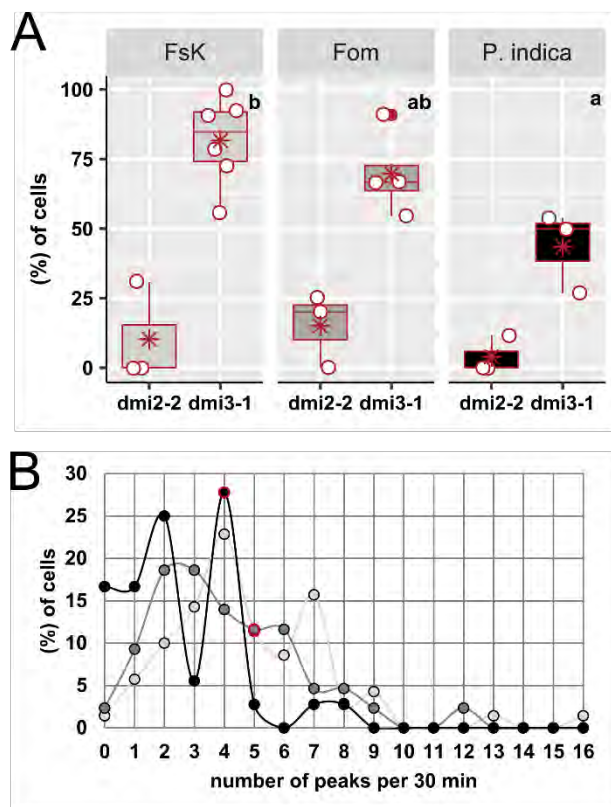 A
FsK Fom P. indica
b ab a
100
75
50
25
0
(%) of cells
dmi2-2 dmi3-1 dmi2-2 dmi3-1 dmi2-2 dmi3-1
B
30
25
20
15
10
5
0
(%) of cells
0 1 2 3 4 5 6 7 8 9 10 11 12 13 14 15 16
number of peaks per 30 min